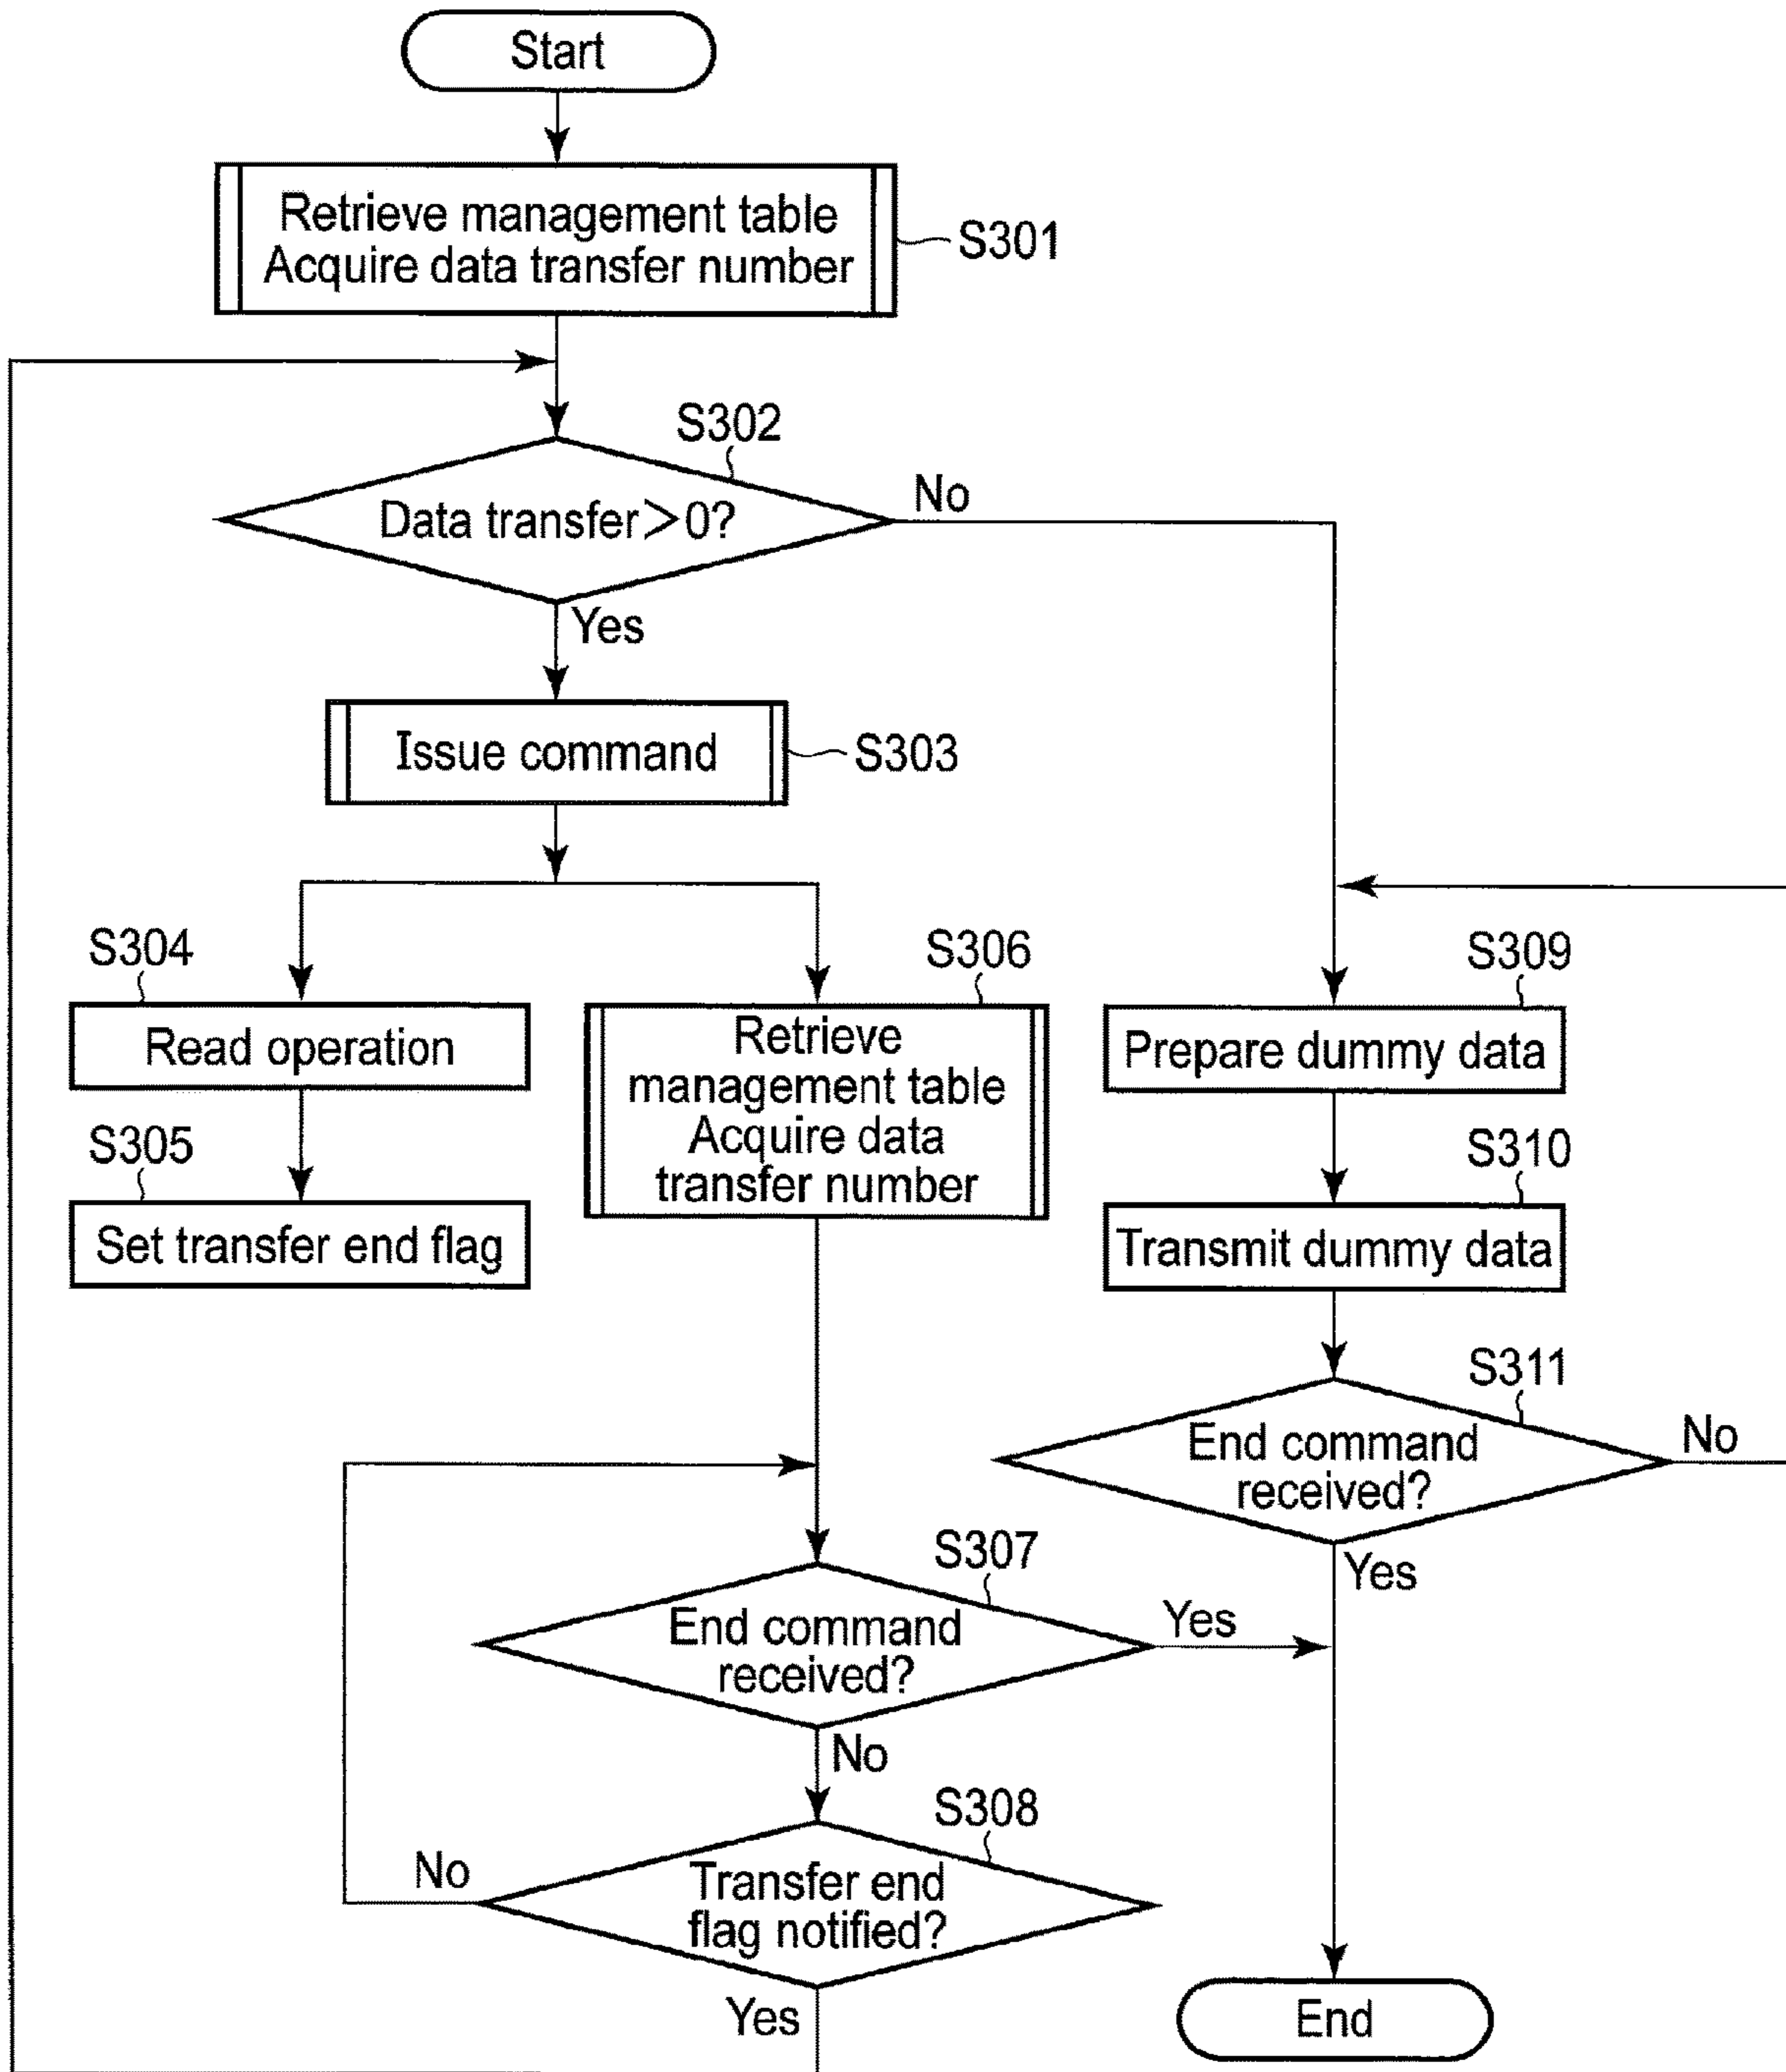 Start
Retrieve management table
Acquire data transfer number
S301
S302
Data transfer>0?
No
Yes
Issue command
S303
S304
Read operation
S305
Set transfer end flag
S306
Retrieve
management table
Acquire data
transfer number
S309
Prepare dummy data
S310
Transmit dummy data
S311
End command
received?
No
Yes
S307
End command
received?
Yes
No
S308
Transfer end
flag notified?
No
Yes
End